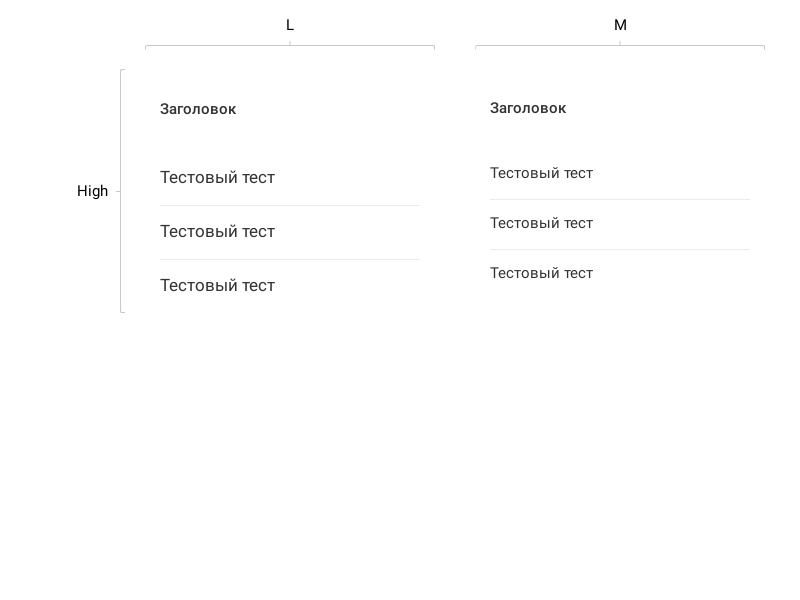 L
M
High
Заголовок
Тестовый тест
Тестовый тест
Тестовый тест
Заголовок
Тестовый тест
Тестовый тест
Тестовый тест